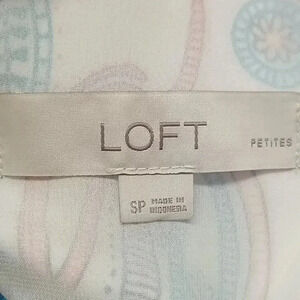 LOFT
PETITES
SP
MADE IN
INDONESIA